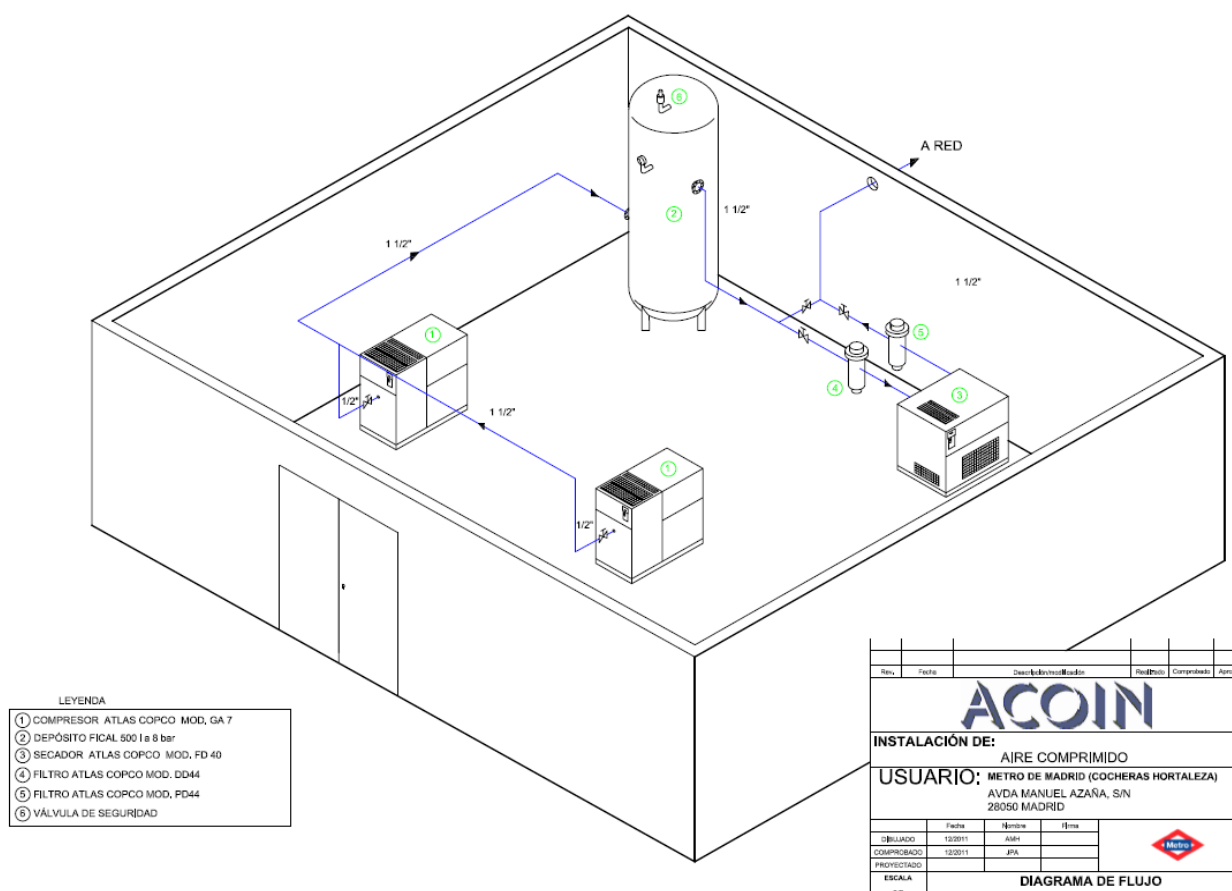 6
A RED
2
1 1/2"
1 1/2"
1 1/2"
1
5
4
3
1/2"
1 1/2"
1
1/2"
LEYENDA
1 COMPRESOR ATLAS COPCO MOD. GA 7
2 DEPÓSITO FICAL 500 l a 8 bar
3 SECADOR ATLAS COPCO MOD. FD 40
4 FILTRO ATLAS COPCO MOD. DD44
5 FILTRO ATLAS COPCO MOD. PD44
6 VÁLVULA DE SEGURIDAD
Rev. Fecha Descripción/modificación Realizado Comprobado
ACOIN
INSTALACIÓN DE:
AIRE COMPRIMIDO
USUARIO: METRO DE MADRID (COCHERAS HORTALEZA)
AVDA MANUEL AZAÑA, S/N
28050 MADRID
Fecha Nombre Firma
DIBUJADO 12/2011 AMH
COMPROBADO 12/2011 JPA
PROYECTADO
Metro
ESCALA
DIAGRAMA DE FLUJO